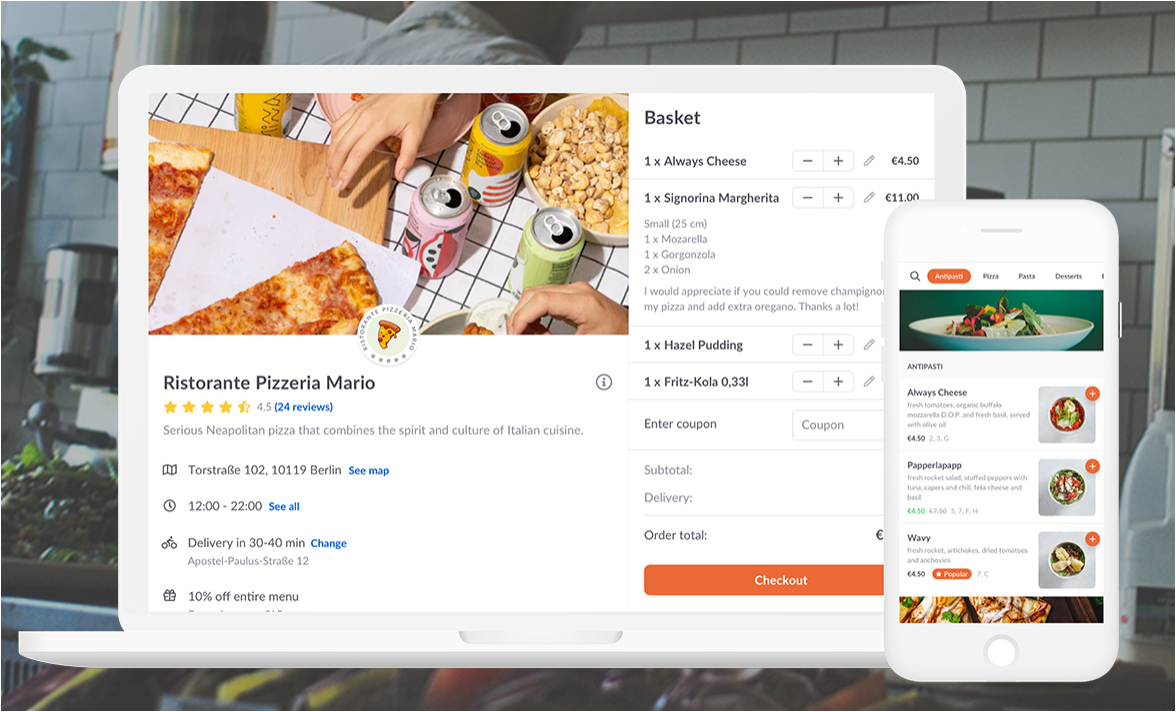 RISTORANTE PIZZERIA MARIO
Ristorante Pizzeria Mario
4.5 (24 reviews)
Serious Neapolitan pizza that combines the spirit and culture of Italian cuisine.
Torstraße 102, 10119 Berlin See map
12:00 - 22:00 See all
Delivery in 30-40 min Change
Apostel-Paulus-Straße 12
10% off entire menu
Basket
1 x Always Cheese €4.50
1 x Signorina Margherita €11.00
Small (25 cm)
1 x Mozarella
1 x Gorgonzola
2 x Onion
I would appreciate if you could remove champigno
my pizza and add extra oregano. Thanks a lot!
1 x Hazel Pudding
1 x Fritz-Kola 0,33l
Enter coupon Coupon
Subtotal:
Delivery:
Order total: €
Checkout
Antipasti Pizza Pasta Desserts
ANTIPASTI
Always Cheese
fresh tomatoes, organic buffalo
mozzarella D.O.P. and fresh basil, served
with olive oil
€4.50 2, 3, G
Papperlapapp
fresh rocket salad, stuffed peppers with
tuna, capers and chili, feta cheese and
basil
€4.50 €7.50 5, 7, F, H
Wavy
fresh rocket, artichokes, dried tomatoes
and anchovies
€4.50 Popular 7, C